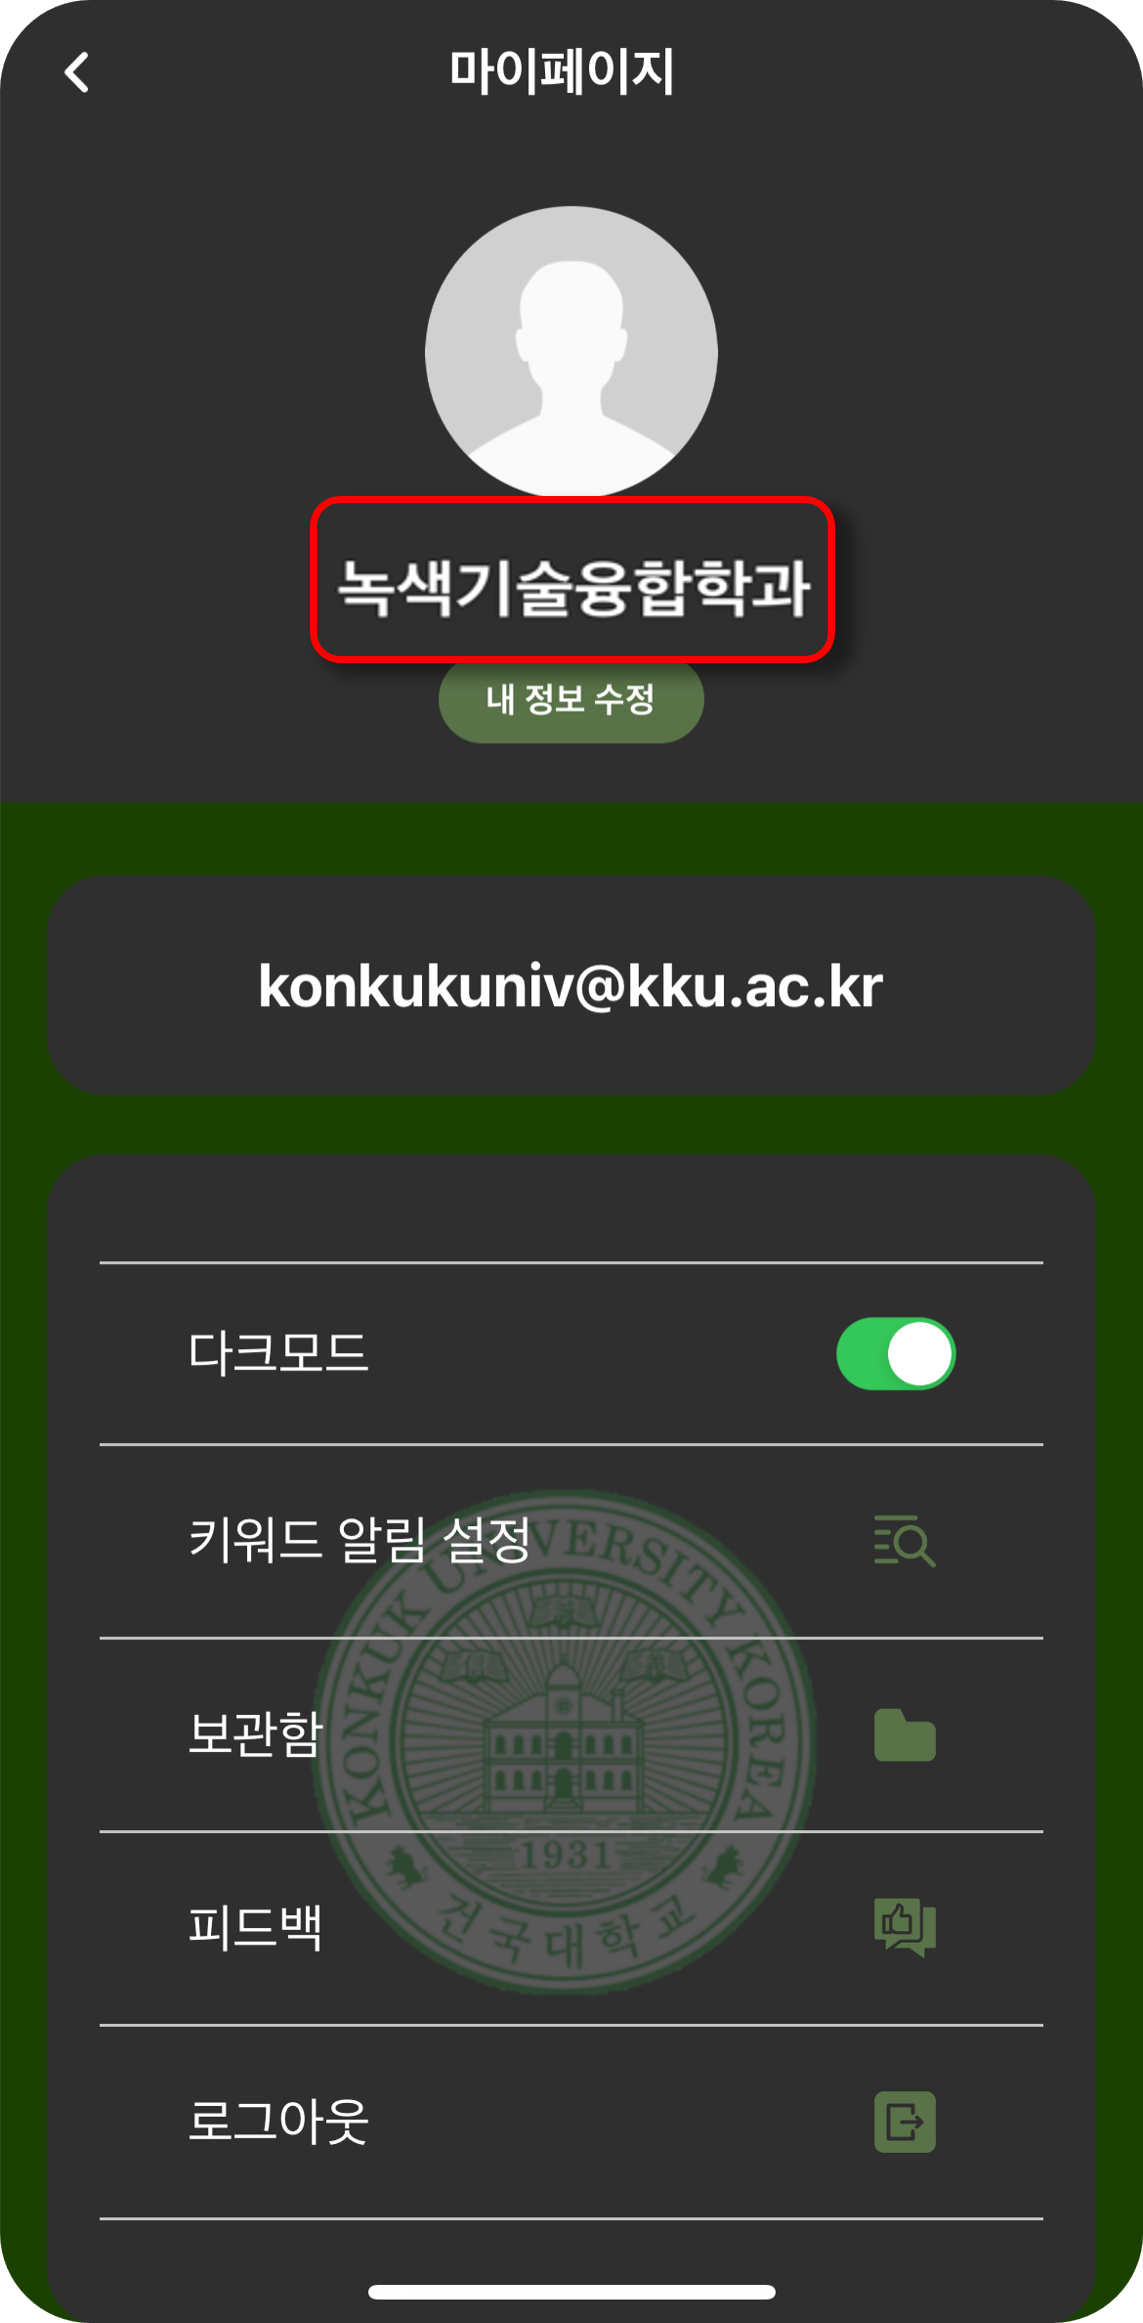 마이페이지
녹색기술융합학과
내 정보 수정
konkukuniv@kku.ac.kr
다크모드
키워드 알림 설정
보관함
피드백
로그아웃
KONKUK UNIVERSITY KOREA
1931
건국대학교